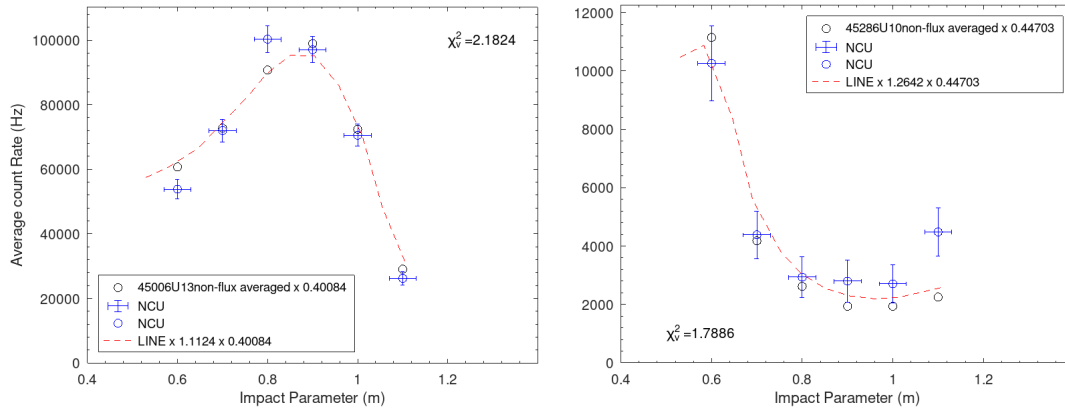 100000
80000
60000
40000
20000
0
Average count Rate (Hz)
χ²ᵥ=2.1824
45006U13non-flux averaged x 0.40084
NCU
NCU
LINE x 1.1124 x 0.40084
0.4
0.6
0.8
1
1.2
Impact Parameter (m)
12000
10000
8000
6000
4000
2000
0
45286U10non-flux averaged x 0.44703
NCU
NCU
LINE x 1.2642 x 0.44703
χ²ᵥ=1.7886
0.4
0.6
0.8
1
1.2
Impact Parameter (m)